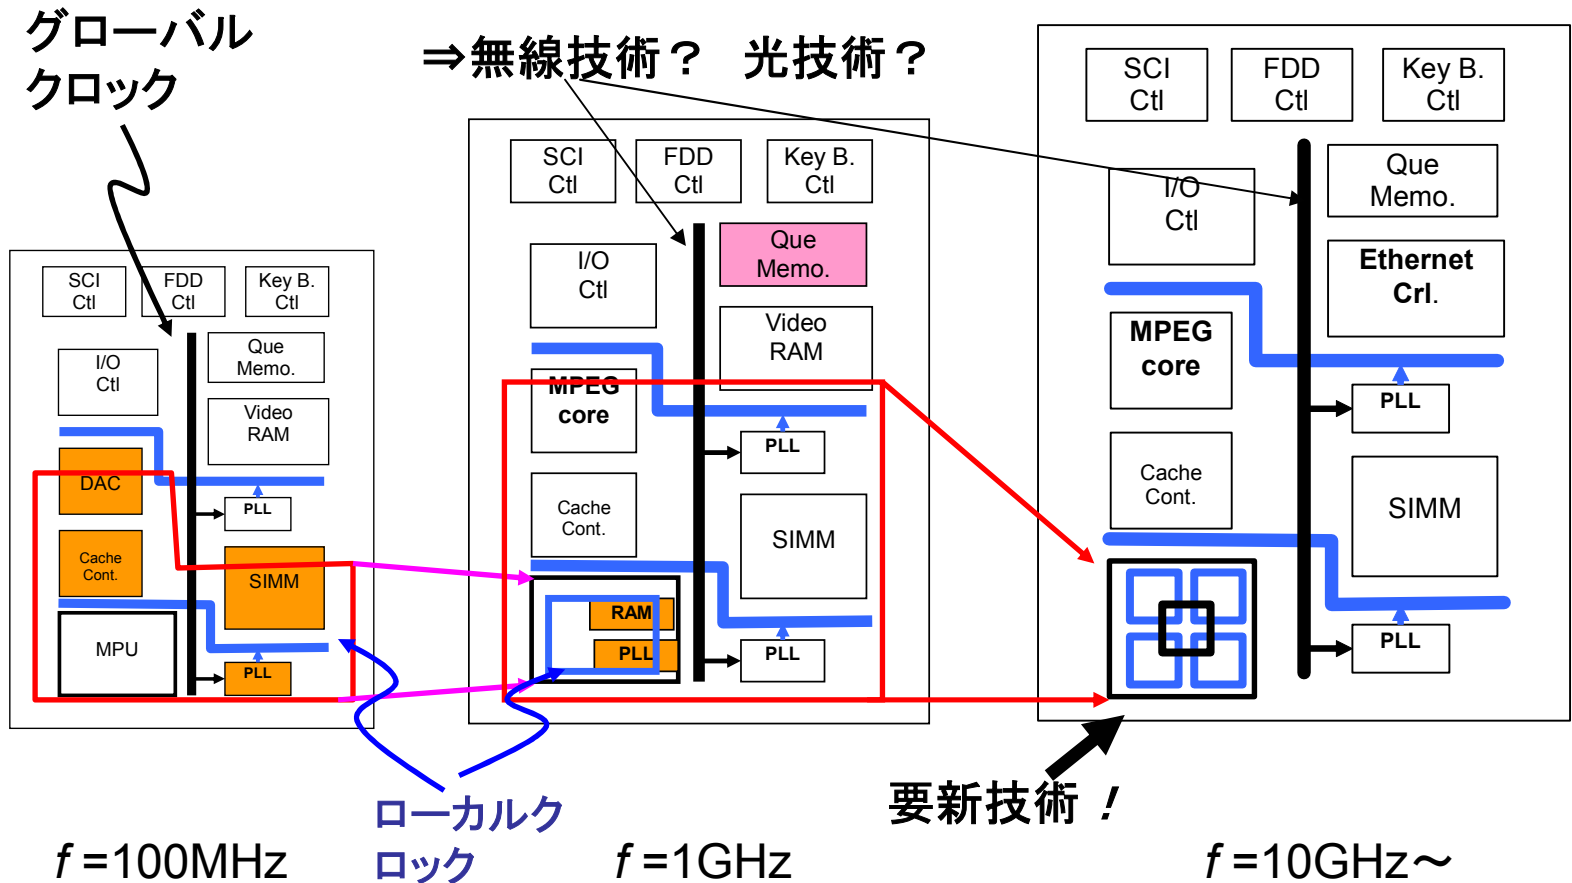 グローバル
クロック
⇒無線技術？　光技術？
SCI
Ctl
FDD
Ctl
Key B.
Ctl
I/O
Ctl
Que
Memo.
Video
RAM
DAC
PLL
Cache
Cont.
SIMM
MPU
PLL
SCI
Ctl
FDD
Ctl
Key B.
Ctl
I/O
Ctl
Que
Memo.
Video
RAM
MPEG
core
PLL
Cache
Cont.
SIMM
RAM
PLL
PLL
SCI
Ctl
FDD
Ctl
Key B.
Ctl
I/O
Ctl
Que
Memo.
Ethernet
Crl.
MPEG
core
PLL
Cache
Cont.
SIMM
PLL
要新技術！
ローカルク
ロック
f =100MHz
f =1GHz
f =10GHz～